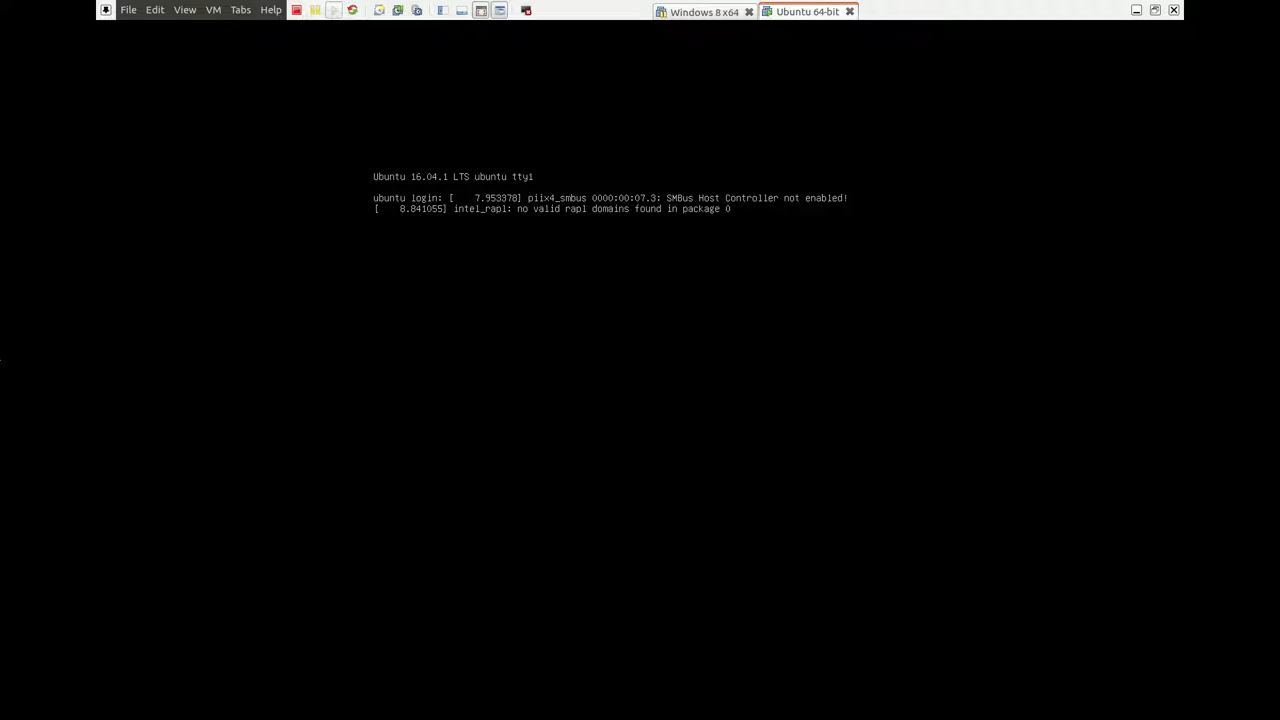 File Edit View VM Tabs Help
Windows 8 x64 Ubuntu 64-bit
Ubuntu 16.04.1 LTS ubuntu tty1
ubuntu login: [    7.953378] piix4_smbus 0000:00:07.3: SMBus Host Controller not enabled!
[    8.841055] intel_rapl: no valid rapl domains found in package 0